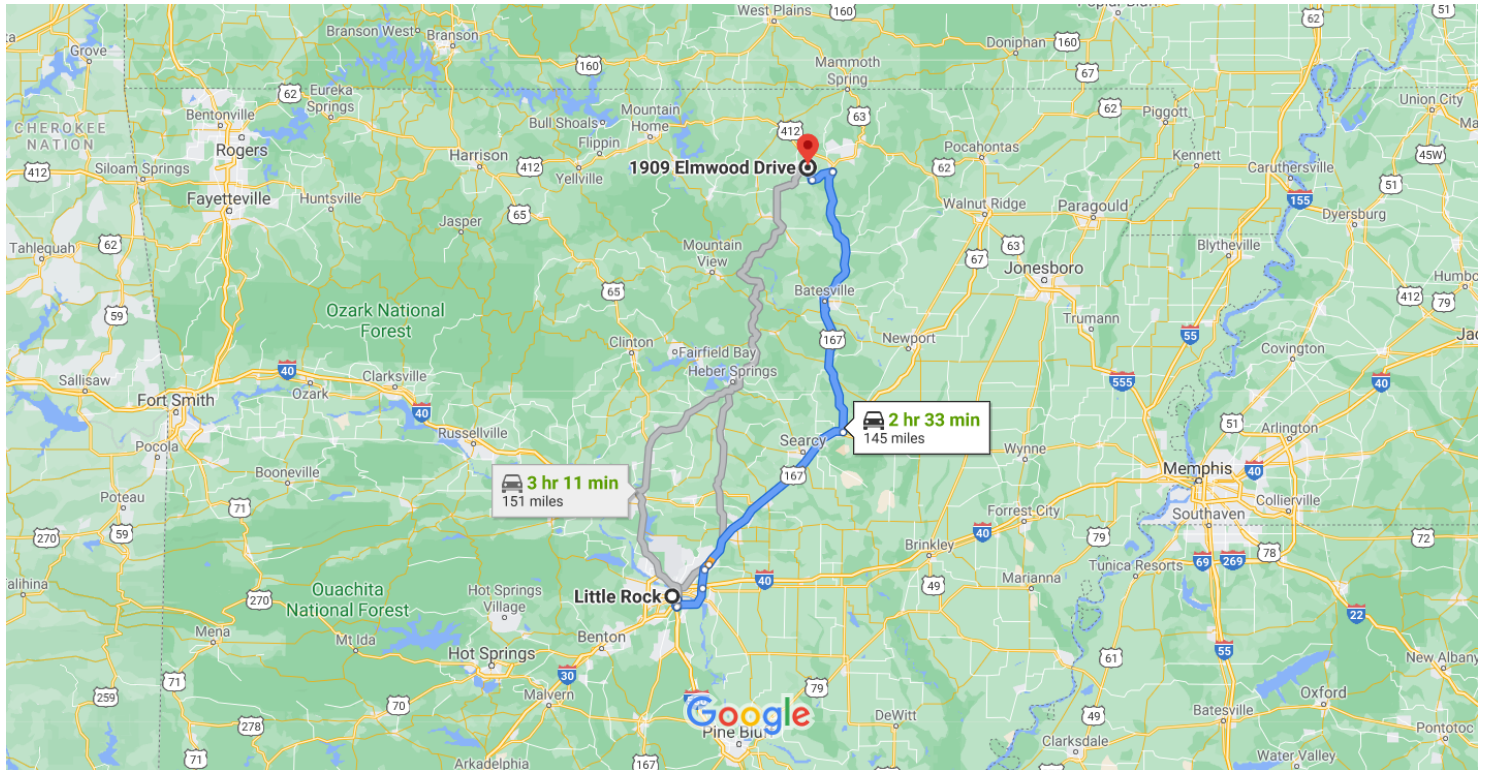 West Plains
160
Poplar Bluff
62
51
Branson West
Branson
Grove
Doniphan
160
160
Mammoth
Spring
67
62
Eureka
Springs
62
Piggott
Union City
Bentonville
Bull Shoals
Mountain
Home
412
63
CHEROKEE
NATION
Rogers
Flippin
Harrison
412
1909 Elmwood Drive
Pocahontas
Kennett
45W
412
Siloam Springs
Yellville
62
Caruthersville
51
Fayetteville
Huntsville
Walnut Ridge
Paragould
155
Dyersburg
65
Jasper
Tahlequah
62
Mountain
View
63
Blytheville
67
Jonesboro
65
Batesville
412
79
59
Ozark National
Forest
Trumann
55
Clinton
167
Newport
Covington
Fairfield Bay
Heber Springs
40
Sallisaw
Ozark
Clarksville
555
40
Fort Smith
40
2 hr 33 min
145 miles
51
Arlington
Pocola
Russellville
Searcy
Wynne
Memphis
40
Booneville
167
3 hr 11 min
151 miles
Collierville
Poteau
71
Forrest City
Southaven
270
59
40
79
72
Brinkley
78
69
269
Tunica Resorts
40
49
Marianna
Ouachita
National Forest
Hot Springs
Village
Little Rock
270
22
Mena
Mt Ida
Benton
Hot Springs
55
61
New Albany
71
30
259
Malvern
79
Oxford
70
Google
49
Batesville
278
DeWitt
Pine Bluff
Clarksdale
Pontotoc
71
Arkadelphia
167
Water Valley